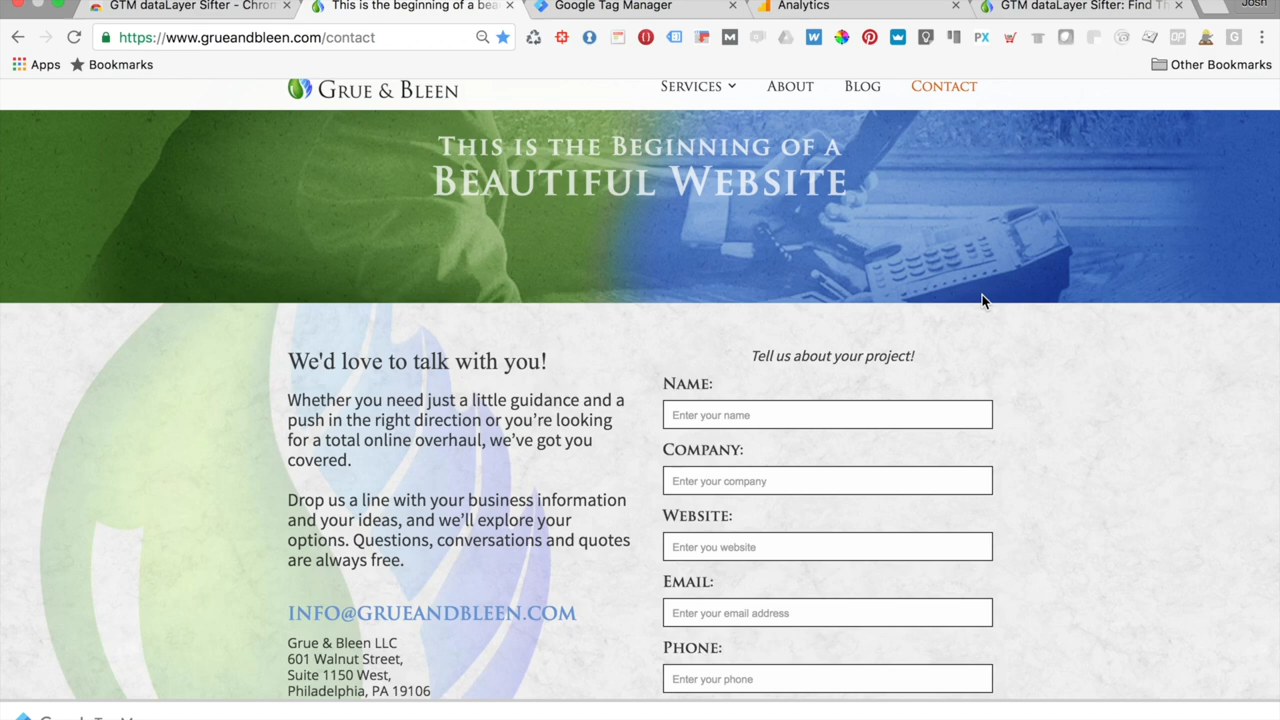 GTM dataLayer Sifter - Chrom
This is the beginning of a bea
Google Tag Manager
Analytics
GTM dataLayer Sifter: Find Th
Josh
https://www.grueandbleen.com/contact
Apps
Bookmarks
Other Bookmarks
GRUE & BLEEN
SERVICES
ABOUT
BLOG
CONTACT
THIS IS THE BEGINNING OF A
BEAUTIFUL WEBSITE
We'd love to talk with you!
Whether you need just a little guidance and a
push in the right direction or you’re looking
for a total online overhaul, we’ve got you
covered.
Drop us a line with your business information
and your ideas, and we’ll explore your
options. Questions, conversations and quotes
are always free.
INFO@GRUEANDBLEEN.COM
Grue & Bleen LLC
601 Walnut Street,
Suite 1150 West,
Philadelphia, PA 19106
Tell us about your project!
NAME:
Enter your name
COMPANY:
Enter your company
WEBSITE:
Enter you website
EMAIL:
Enter your email address
PHONE:
Enter your phone